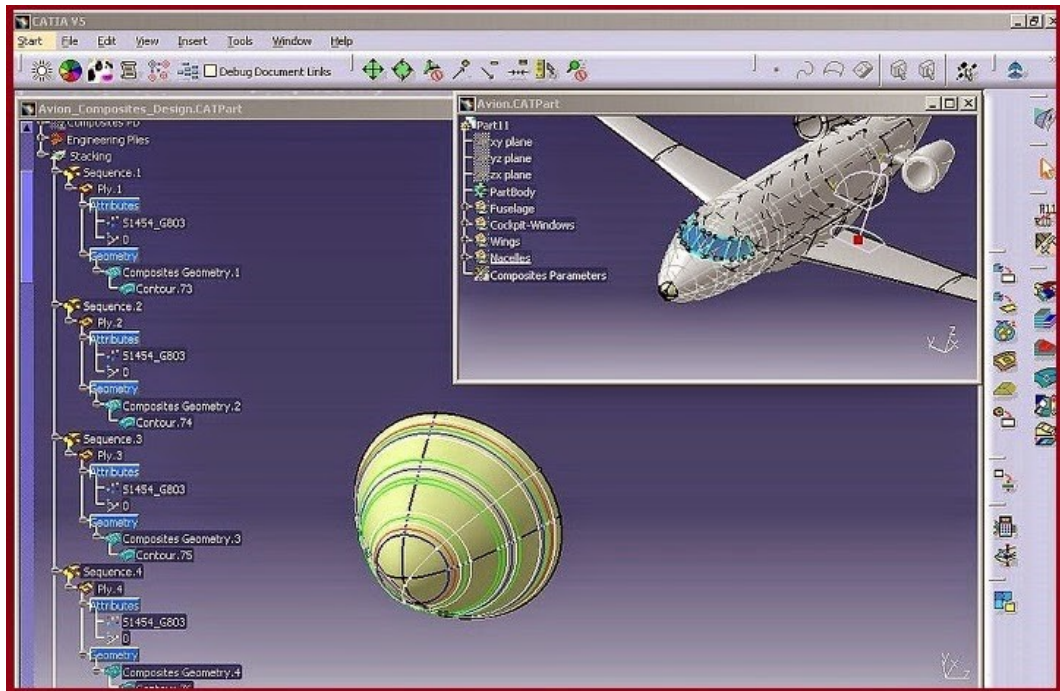 CATIA V5
Start File Edit View Insert Tools Window Help
Debug Document Links
Avion_Composites_Design.CATPart
Composites PD
Engineering Plies
Stacking
Sequence.1
Ply.1
Attributes
S1454_G803
0
Geometry
Composites Geometry.1
Contour.73
Sequence.2
Ply.2
Attributes
S1454_G803
0
Geometry
Composites Geometry.2
Contour.74
Sequence.3
Ply.3
Attributes
S1454_G803
0
Geometry
Composites Geometry.3
Contour.75
Sequence.4
Ply.4
Attributes
S1454_G803
0
Geometry
Composites Geometry.4
Avion.CATPart
Part11
xy plane
yz plane
zx plane
PartBody
Fuselage
Cockpit-Windows
Wings
Nacelles
Composites Parameters